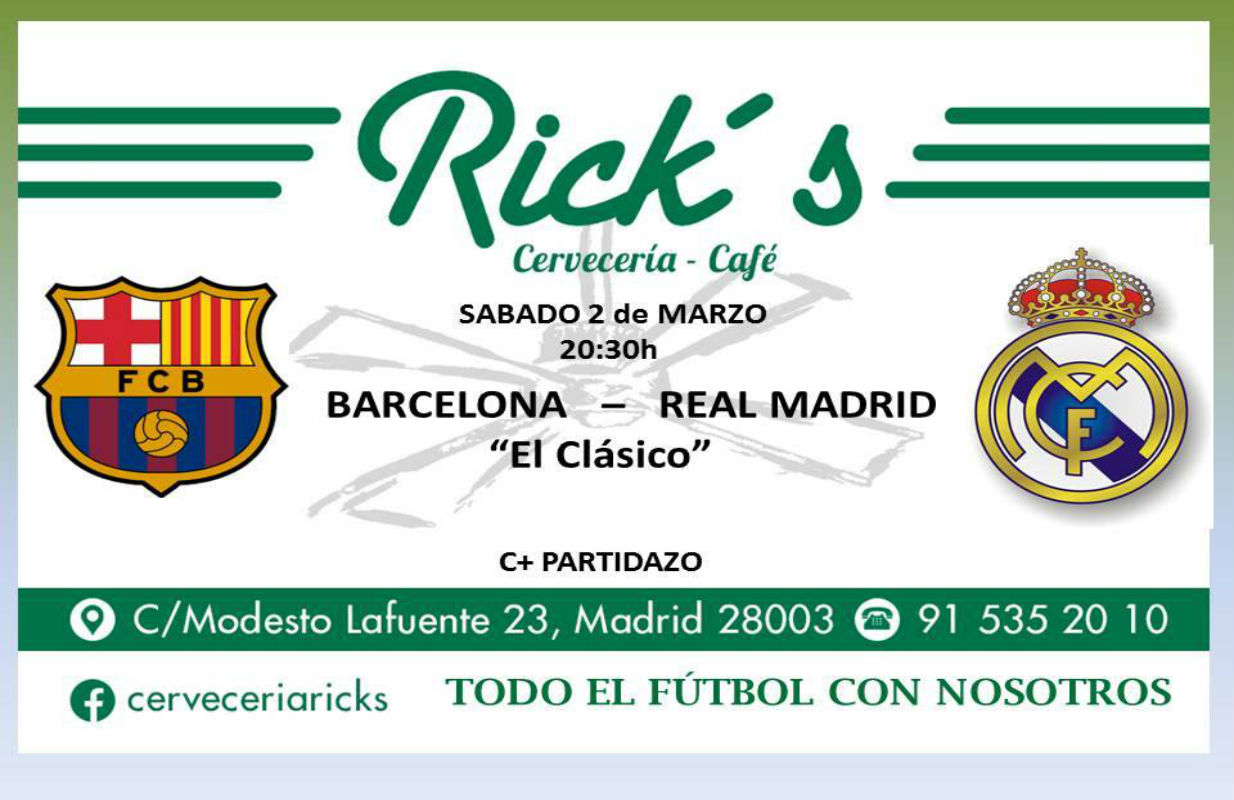 Rick´s
Cervecería - Café
SABADO 2 de MARZO
20:30h
FCB
BARCELONA – REAL MADRID
“El Clásico”
C+ PARTIDAZO
C/Modesto Lafuente 23, Madrid 28003 91 535 20 10
cerveceriaricks TODO EL FÚTBOL CON NOSOTROS